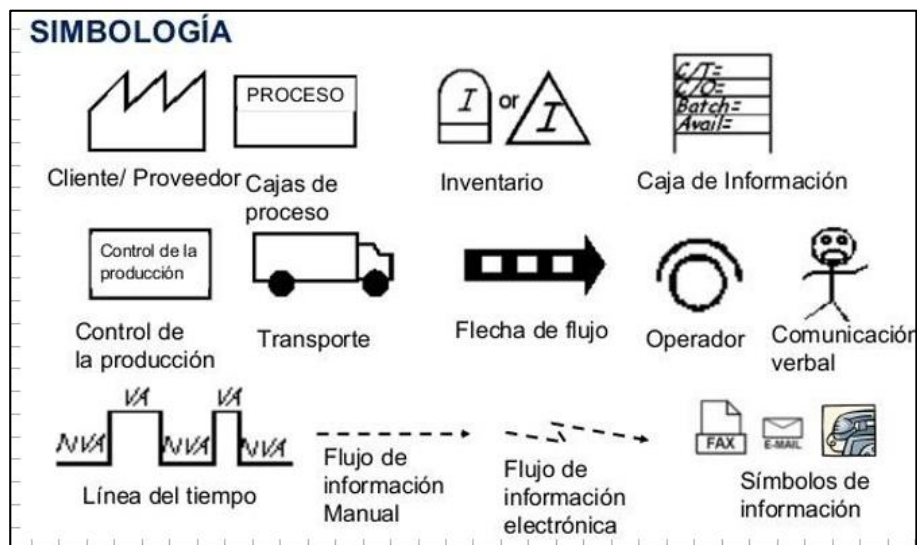 SIMBOLOGÍA
PROCESO
I or I
C/T=
C/O=
Batch=
Avail=
Cliente/ Proveedor
Cajas de
proceso
Inventario
Caja de Información
Control de la
producción
Control de
la producción
Transporte
Flecha de flujo
Operador
Comunicación
verbal
VA
VA
NVA
NVA
NVA
Línea del tiempo
Flujo de
información
Manual
Flujo de
información
electrónica
FAX
E-MAIL
Símbolos de
información